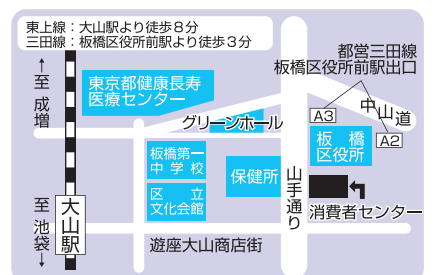 東上線：大山駅より徒歩８分
三田線：板橋区役所前駅より徒歩３分
都営三田線
板橋区役所前駅出口
↑至 成増
東京都健康長寿
医療センター
グリーンホール
A3
中山道
A2
板橋
区役所
板橋第一
中学校
保健所
山手通り
区立
文化会館
消費者センター
大山駅
至 池袋↓
遊座大山商店街